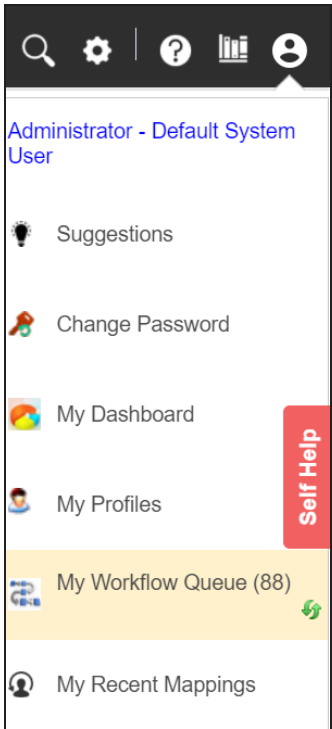 Administrator - Default System
User
Suggestions
Change Password
My Dashboard
Self Help
My Profiles
My Workflow Queue (88)
My Recent Mappings